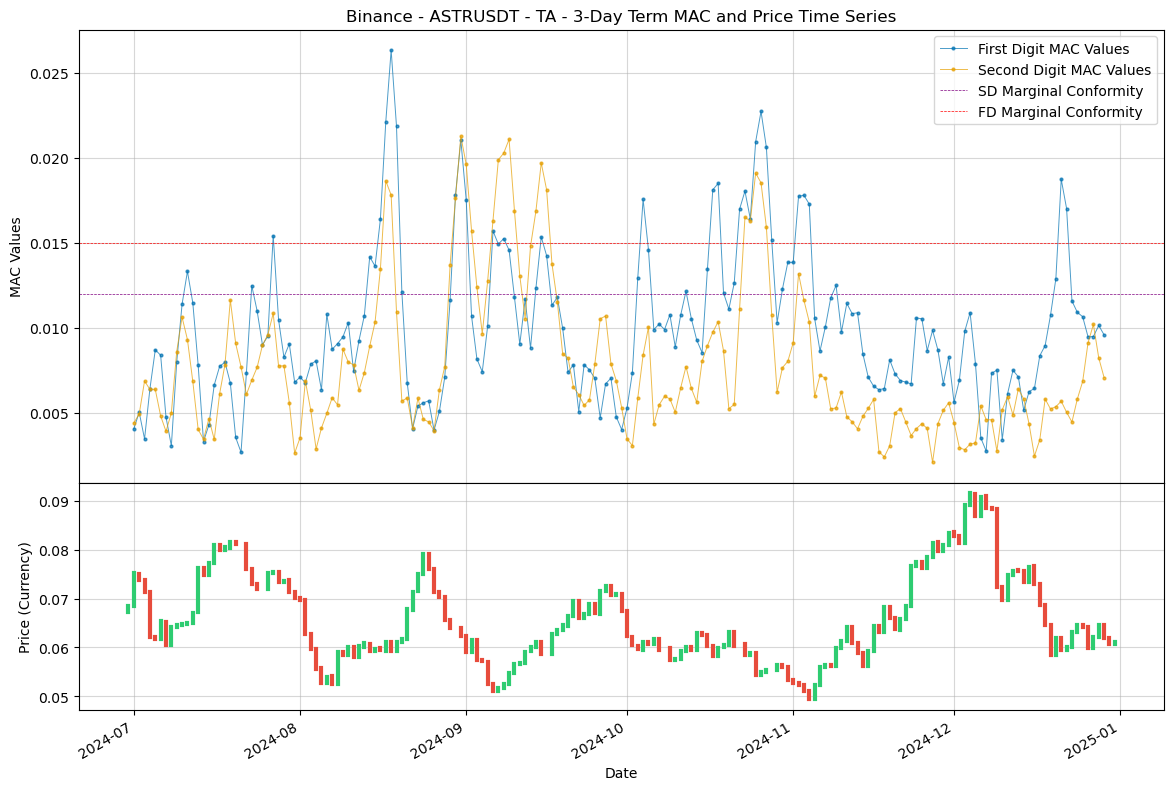 Binance - ASTRUSDT - TA - 3-Day Term MAC and Price Time Series
First Digit MAC Values
Second Digit MAC Values
SD Marginal Conformity
FD Marginal Conformity
MAC Values
0.025
0.020
0.015
0.010
0.005
Price (Currency)
0.09
0.08
0.07
0.06
0.05
2024-07
2024-08
2024-09
2024-10
2024-11
2024-12
2025-01
Date